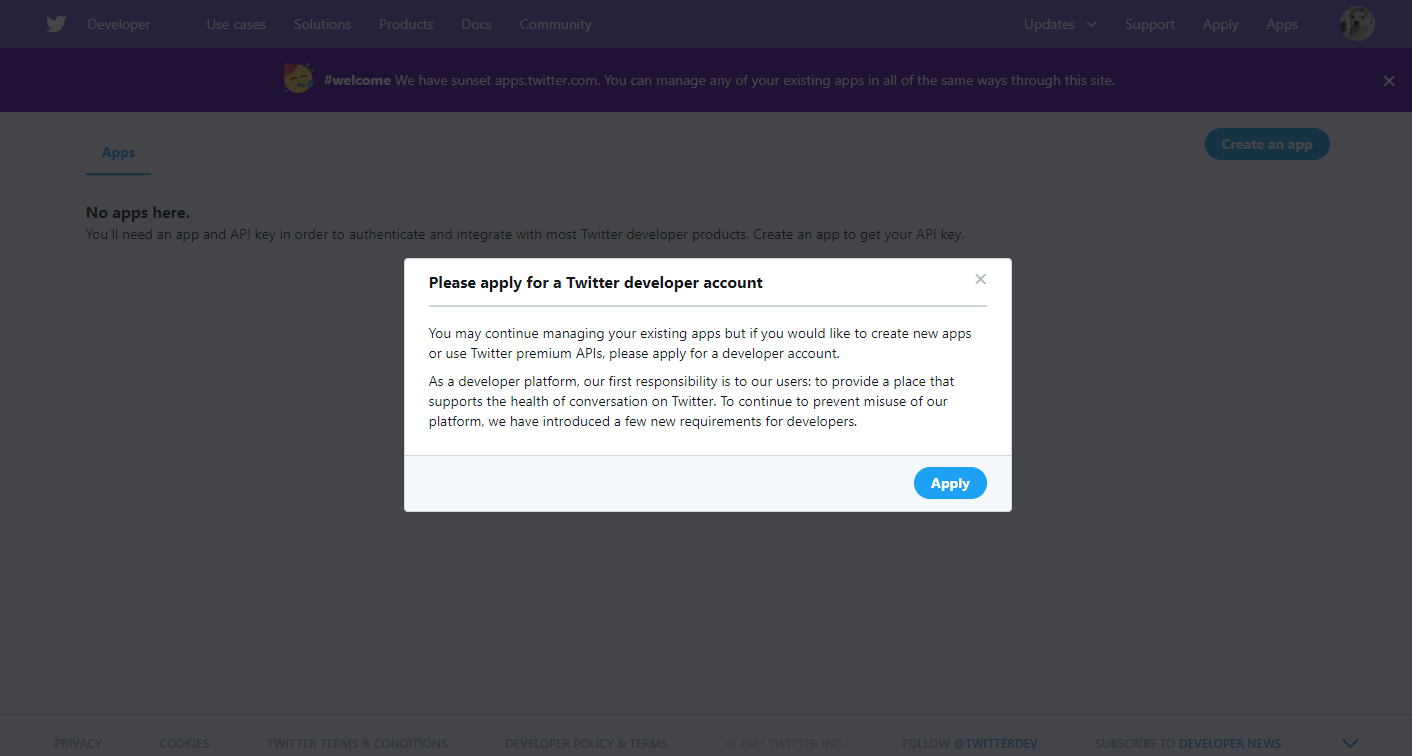 Developer Use cases Solutions Products Docs Community Updates Support Apply Apps
#welcome We have sunset apps.twitter.com. You can manage any of your existing apps in all of the same ways through this site.
Apps
Create an app
No apps here.
You'll need an app and API key in order to authenticate and integrate with most Twitter developer products. Create an app to get your API key.
Please apply for a Twitter developer account
You may continue managing your existing apps but if you would like to create new apps
or use Twitter premium APIs, please apply for a developer account.
As a developer platform, our first responsibility is to our users: to provide a place that
supports the health of conversation on Twitter. To continue to prevent misuse of our
platform, we have introduced a few new requirements for developers.
Apply
PRIVACY COOKIES TWITTER TERMS & CONDITIONS DEVELOPER POLICY & TERMS © 2021 TWITTER INC. FOLLOW @TWITTERDEV SUBSCRIBE TO DEVELOPER NEWS